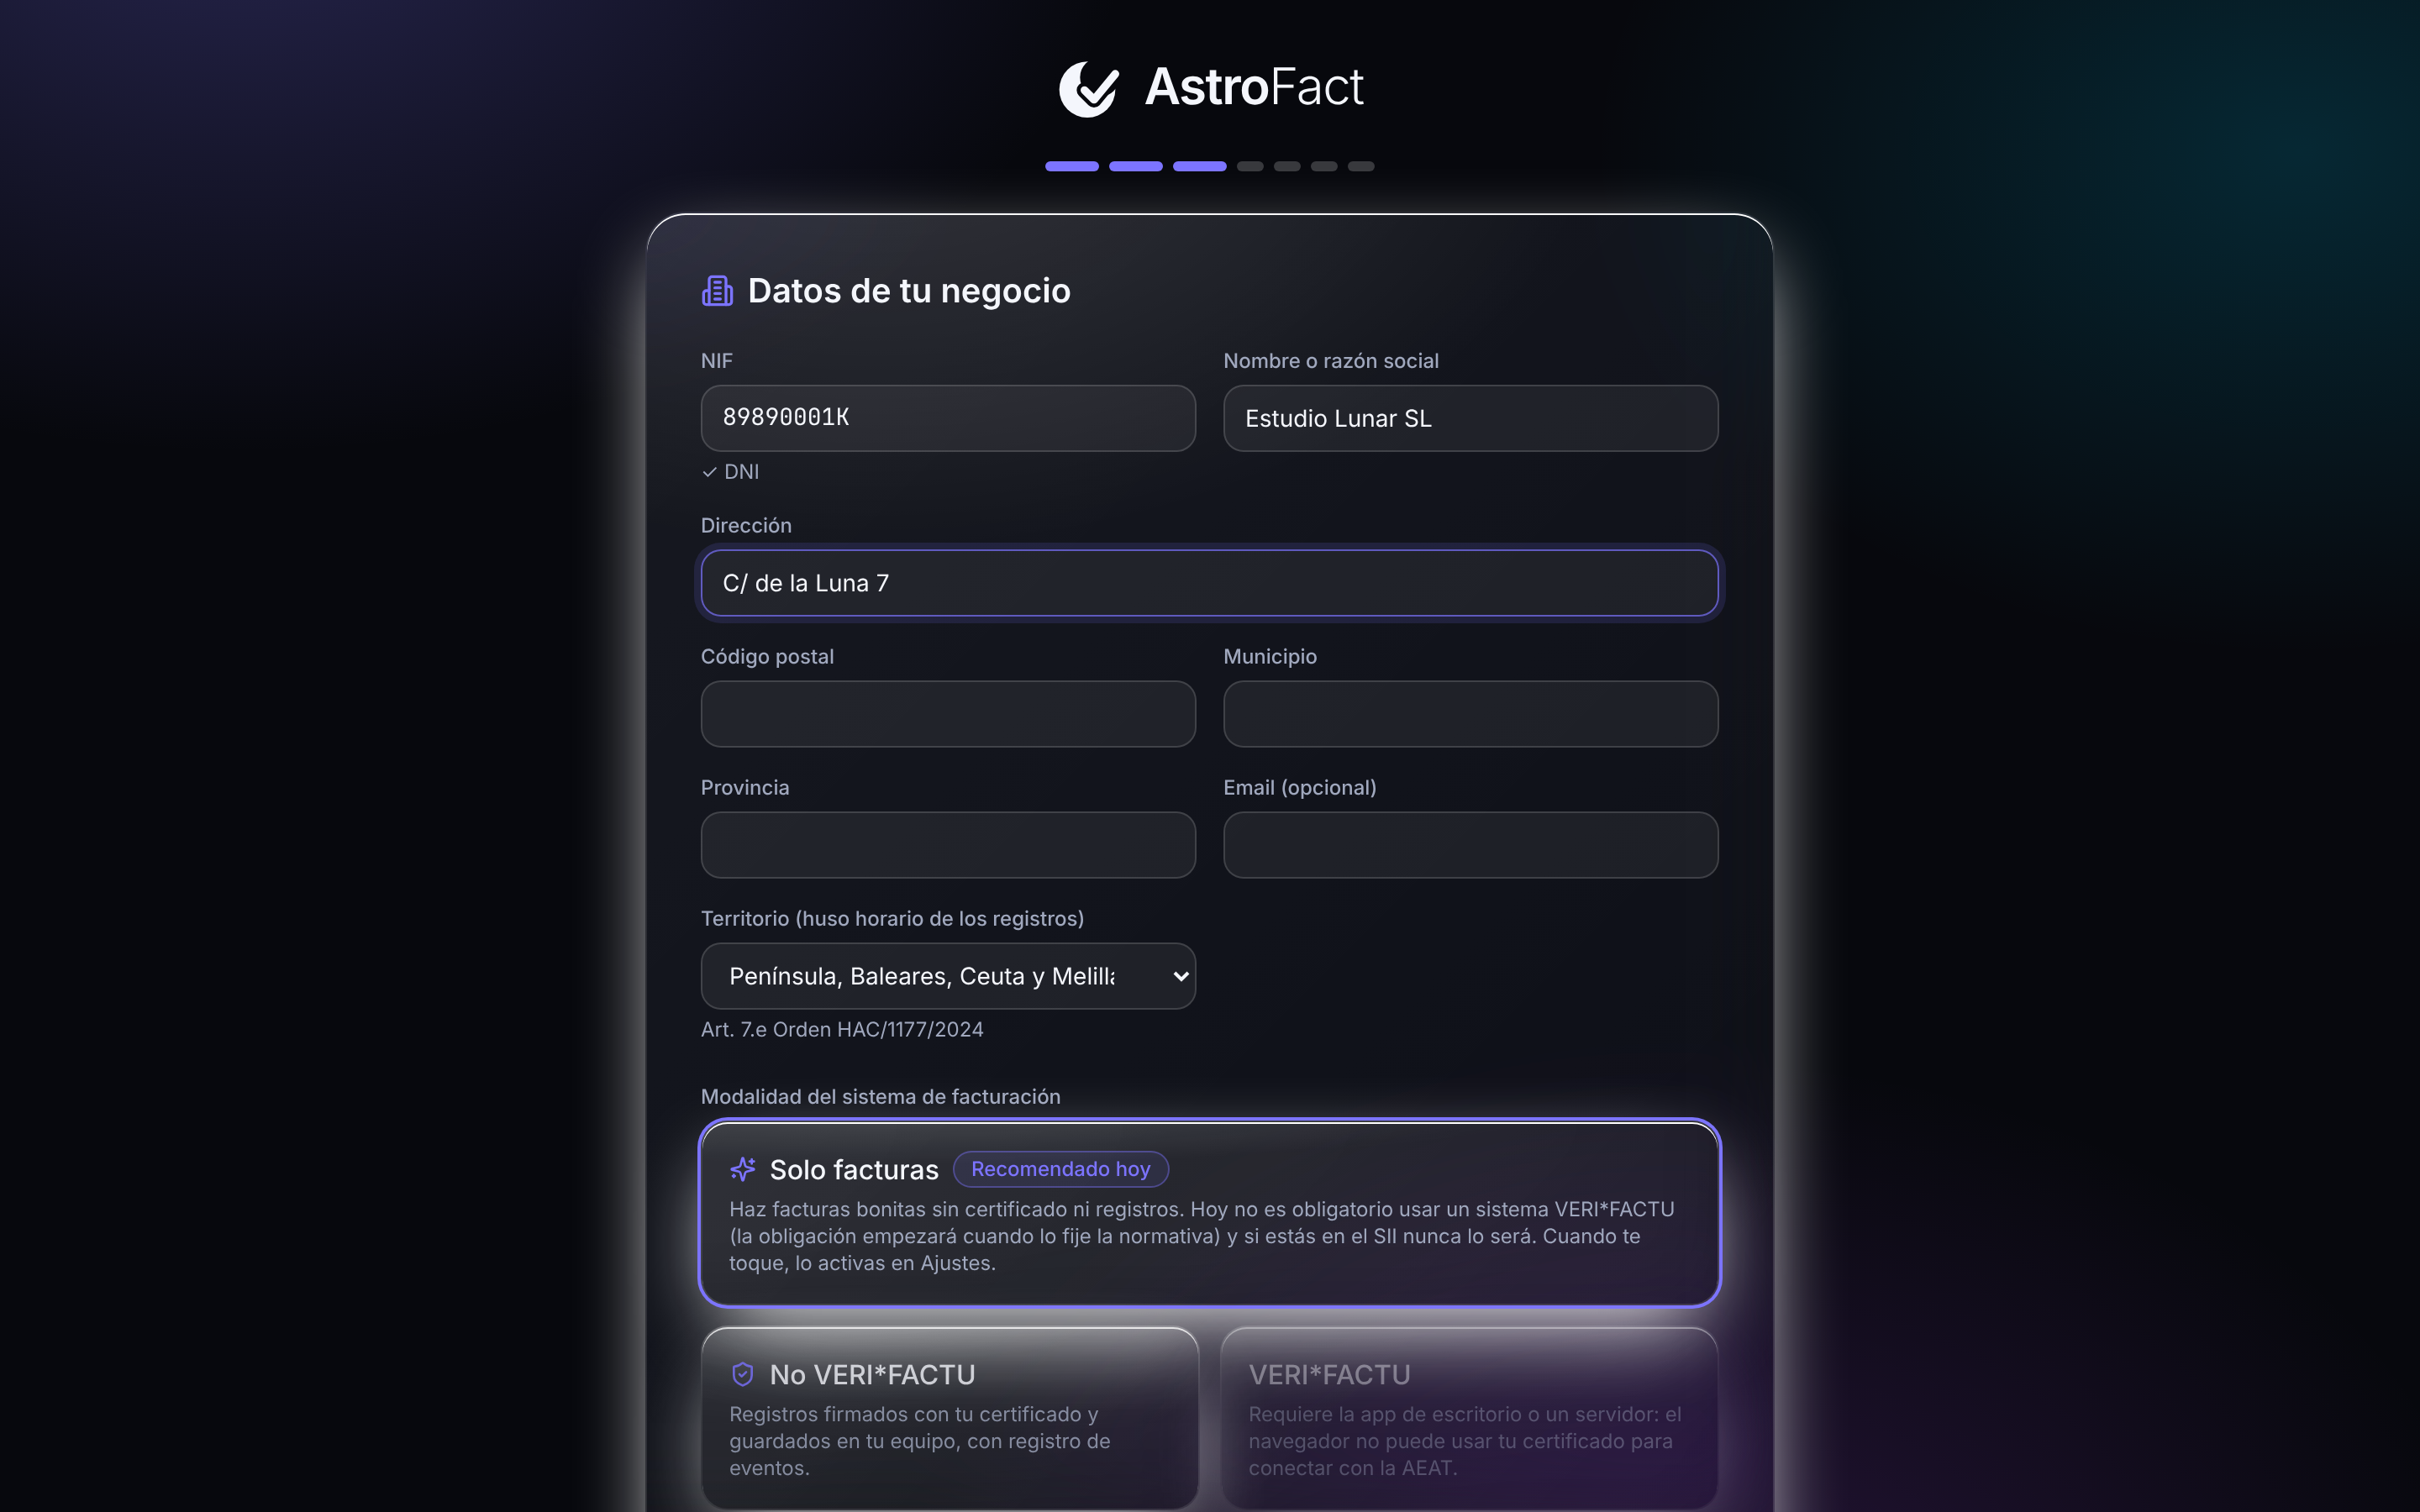 AstroFact
Datos de tu negocio
NIF
Nombre o razón social
89890001K
Estudio Lunar SL
DNI
Dirección
C/ de la Luna 7
Código postal
Municipio
Provincia
Email (opcional)
Territorio (huso horario de los registros)
Península, Baleares, Ceuta y Melilla
Art. 7.e Orden HAC/1177/2024
Modalidad del sistema de facturación
Solo facturas
Recomendado hoy
Haz facturas bonitas sin certificado ni registros. Hoy no es obligatorio usar un sistema VERI*FACTU
(la obligación empezará cuando lo fije la normativa) y si estás en el SII nunca lo será. Cuando te
toque, lo activas en Ajustes.
No VERI*FACTU
Registros firmados con tu certificado y
guardados en tu equipo, con registro de
eventos.
VERI*FACTU
Requiere la app de escritorio o un servidor: el
navegador no puede usar tu certificado para
conectar con la AEAT.